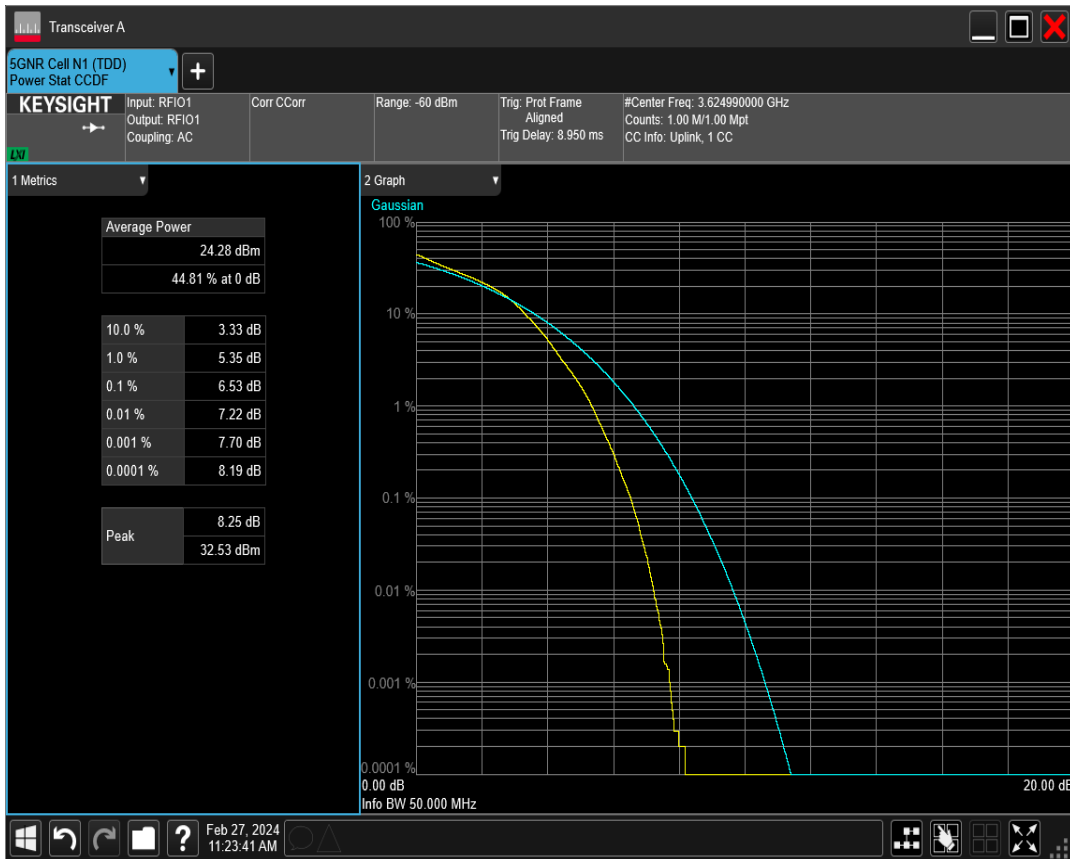 Transceiver A
5GNR Cell N1 (TDD)
Power Stat CCDF
+
KEYSIGHT
LXI
Input: RFIO1
Output: RFIO1
Coupling: AC
Corr CCorr
Range: -60 dBm
Trig: Prot Frame
Aligned
Trig Delay: 8.950 ms
#Center Freq: 3.624990000 GHz
Counts: 1.00 M/1.00 Mpt
CC Info: Uplink, 1 CC
1 Metrics
Average Power
24.28 dBm
44.81 % at 0 dB
10.0 % 3.33 dB
1.0 % 5.35 dB
0.1 % 6.53 dB
0.01 % 7.22 dB
0.001 % 7.70 dB
0.0001 % 8.19 dB
Peak 8.25 dB
32.53 dBm
2 Graph
Gaussian
100 %
10 %
1 %
0.1 %
0.01 %
0.001 %
0.0001 %
0.00 dB 20.00 dB
Info BW 50.000 MHz
?
Feb 27, 2024
11:23:41 AM